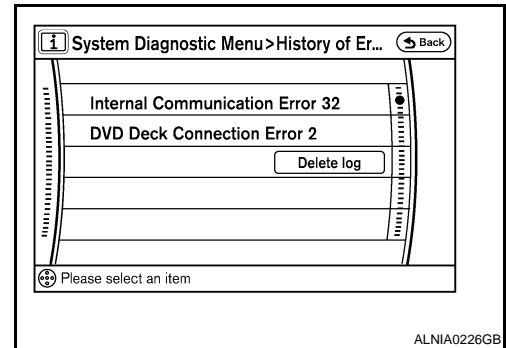 i System Diagnostic Menu>History of Er... Back
Internal Communication Error 32
DVD Deck Connection Error 2
Delete log
Please select an item
ALNIA0226GB